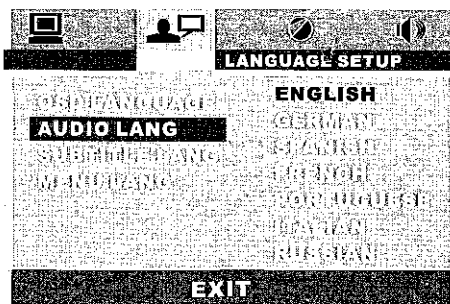 LANGUAGE SETUP
OSD LANGUAGE
AUDIO LANG
SUBTITLE LANG
MENU LANG
ENGLISH
GERMAN
SPANISH
FRENCH
PORTUGUESE
ITALIAN
RUSSIAN
EXIT